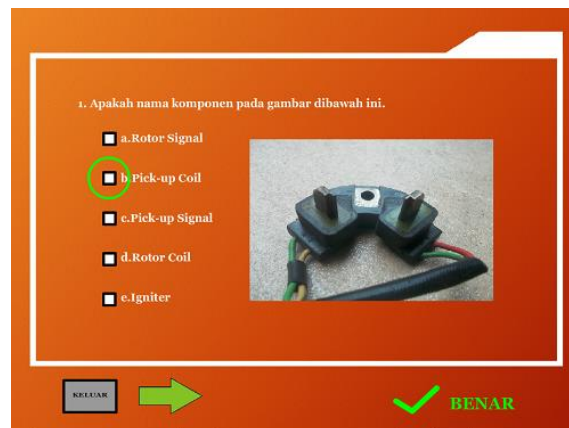 1. Apakah nama komponen pada gambar dibawah ini.
a.Rotor Signal
b.Pick-up Coil
c.Pick-up Signal
d.Rotor Coil
e.Igniter
KELUAR
BENAR